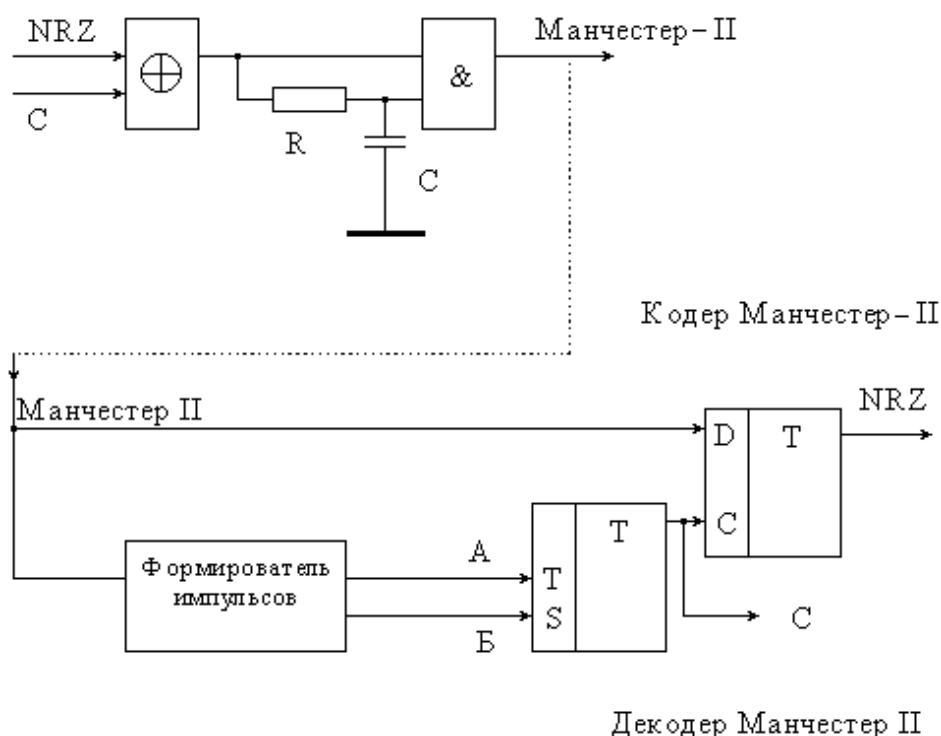 NRZ
C
⊕
R
C
&
Манчестер-II
Кодер Манчестер-II
Манчестер II
Формирователь
импульсов
А
Б
T
S
T
C
D
C
T
NRZ
Декодер Манчестер II